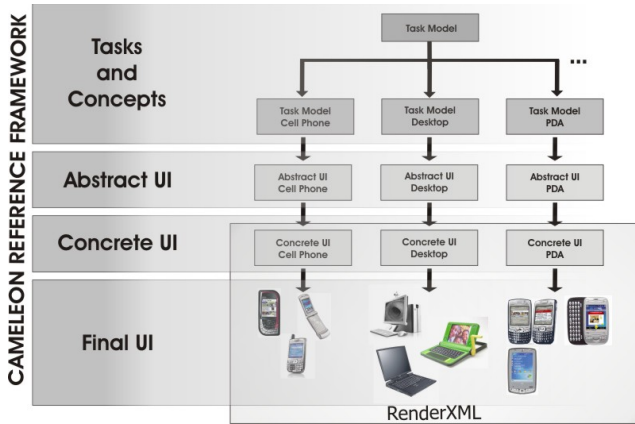 CAMELEON REFERENCE FRAMEWORK
Tasks
and
Concepts
Task Model
...
Task Model
Cell Phone
Task Model
Desktop
Task Model
PDA
Abstract UI
Abstract UI
Cell Phone
Abstract UI
Desktop
Abstract UI
PDA
Concrete UI
Concrete UI
Cell Phone
Concrete UI
Desktop
Concrete UI
PDA
Final UI
RenderXML